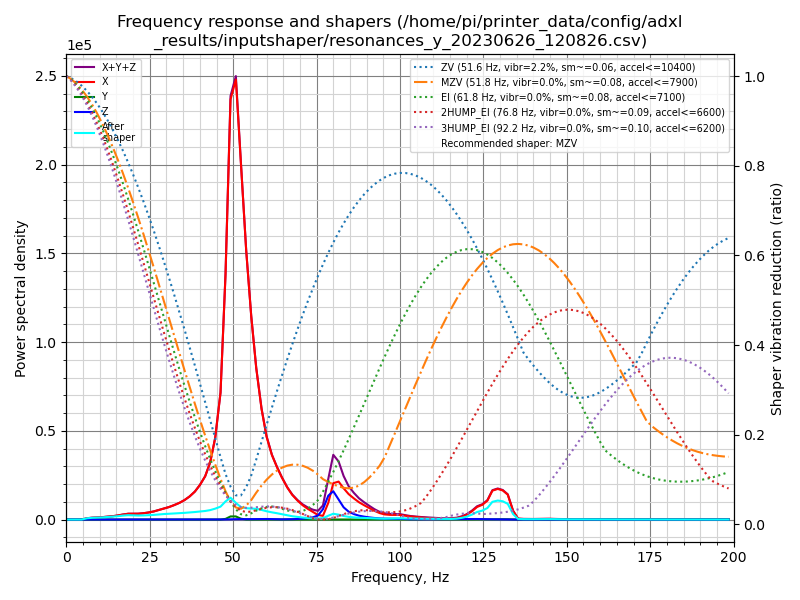 Frequency response and shapers (/home/pi/printer_data/config/adxl
_results/inputshaper/resonances_y_20230626_120826.csv)
1e5
X+Y+Z
X
Y
Z
After
shaper
ZV (51.6 Hz, vibr=2.2%, sm~=0.06, accel<=10400)
MZV (51.8 Hz, vibr=0.0%, sm~=0.08, accel<=7900)
EI (61.8 Hz, vibr=0.0%, sm~=0.08, accel<=7100)
2HUMP_EI (76.8 Hz, vibr=0.0%, sm~=0.09, accel<=6600)
3HUMP_EI (92.2 Hz, vibr=0.0%, sm~=0.10, accel<=6200)
Recommended shaper: MZV
Power spectral density
2.5
2.0
1.5
1.0
0.5
0.0
1.0
0.8
0.6
0.4
0.2
0.0
Shaper vibration reduction (ratio)
0 25 50 75 100 125 150 175 200
Frequency, Hz